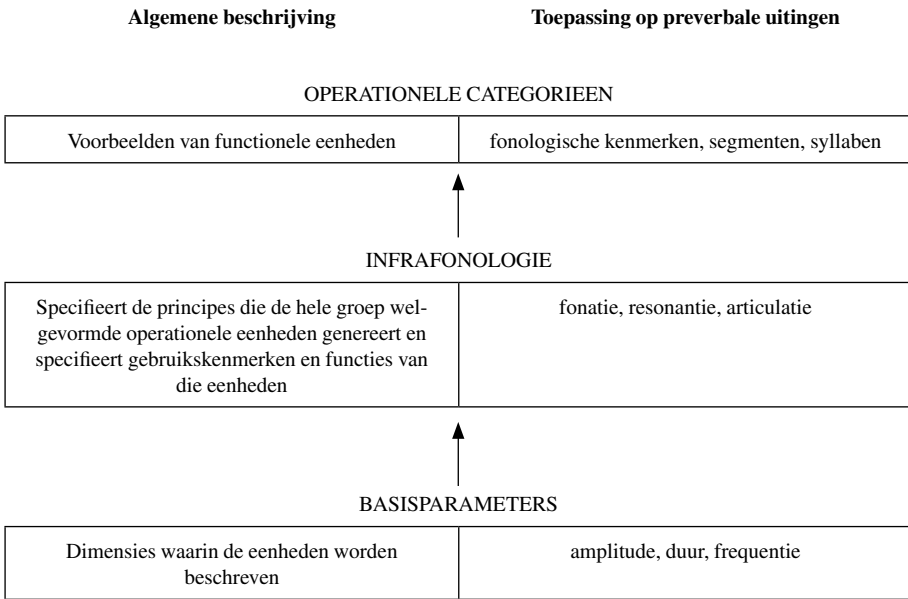 Algemene beschrijving Toepassing op preverbale uitingen
OPERATIONELE CATEGORIEEN
Voorbeelden van functionele eenheden fonologische kenmerken, segmenten, syllaben
INFRAFONOLOGIE
Specifieert de principes die de hele groep wel-
gevormde operationele eenheden genereert en
specifieert gebruikskenmerken en functies van
die eenheden
fonatie, resonantie, articulatie
BASISPARAMETERS
Dimensies waarin de eenheden worden
beschreven
amplitude, duur, frequentie